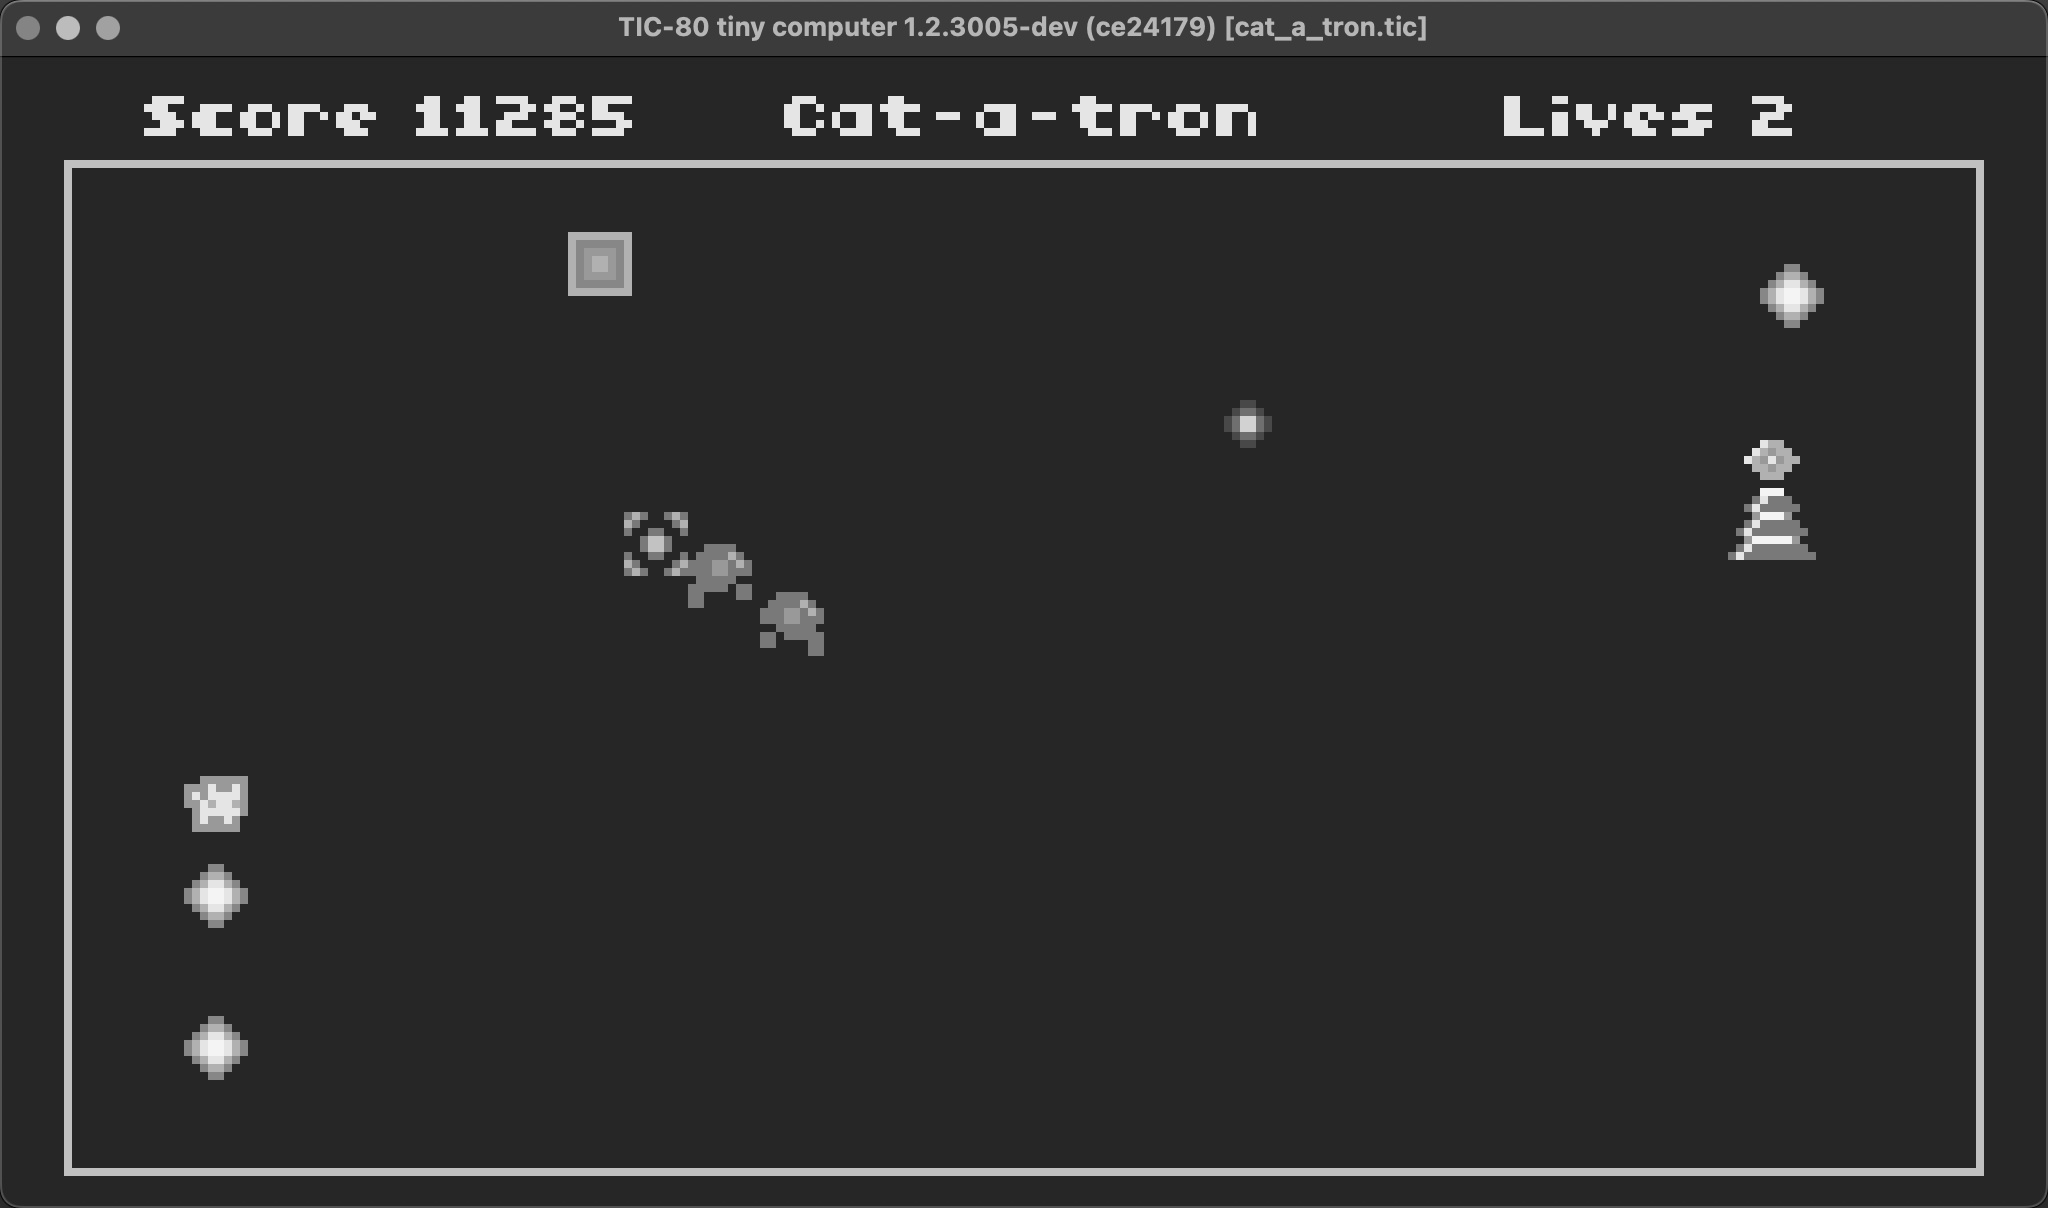 TIC-80 tiny computer 1.2.3005-dev (ce24179) [cat_a_tron.tic]
Score 11285 Cat-a-tron Lives 2